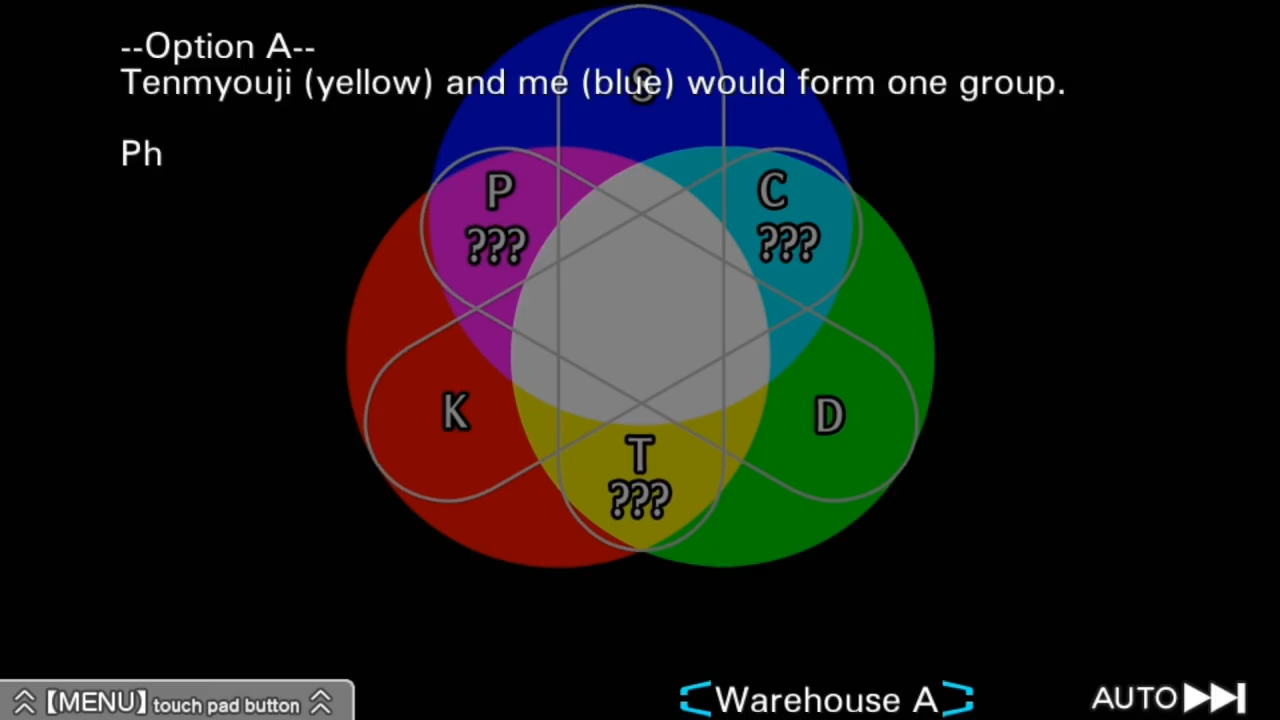 --Option A--
Tenmyouji (yellow) and me (blue) would form one group.
S
Ph
P
C
???
???
K
D
T
???
【MENU】touch pad button
Warehouse A
AUTO